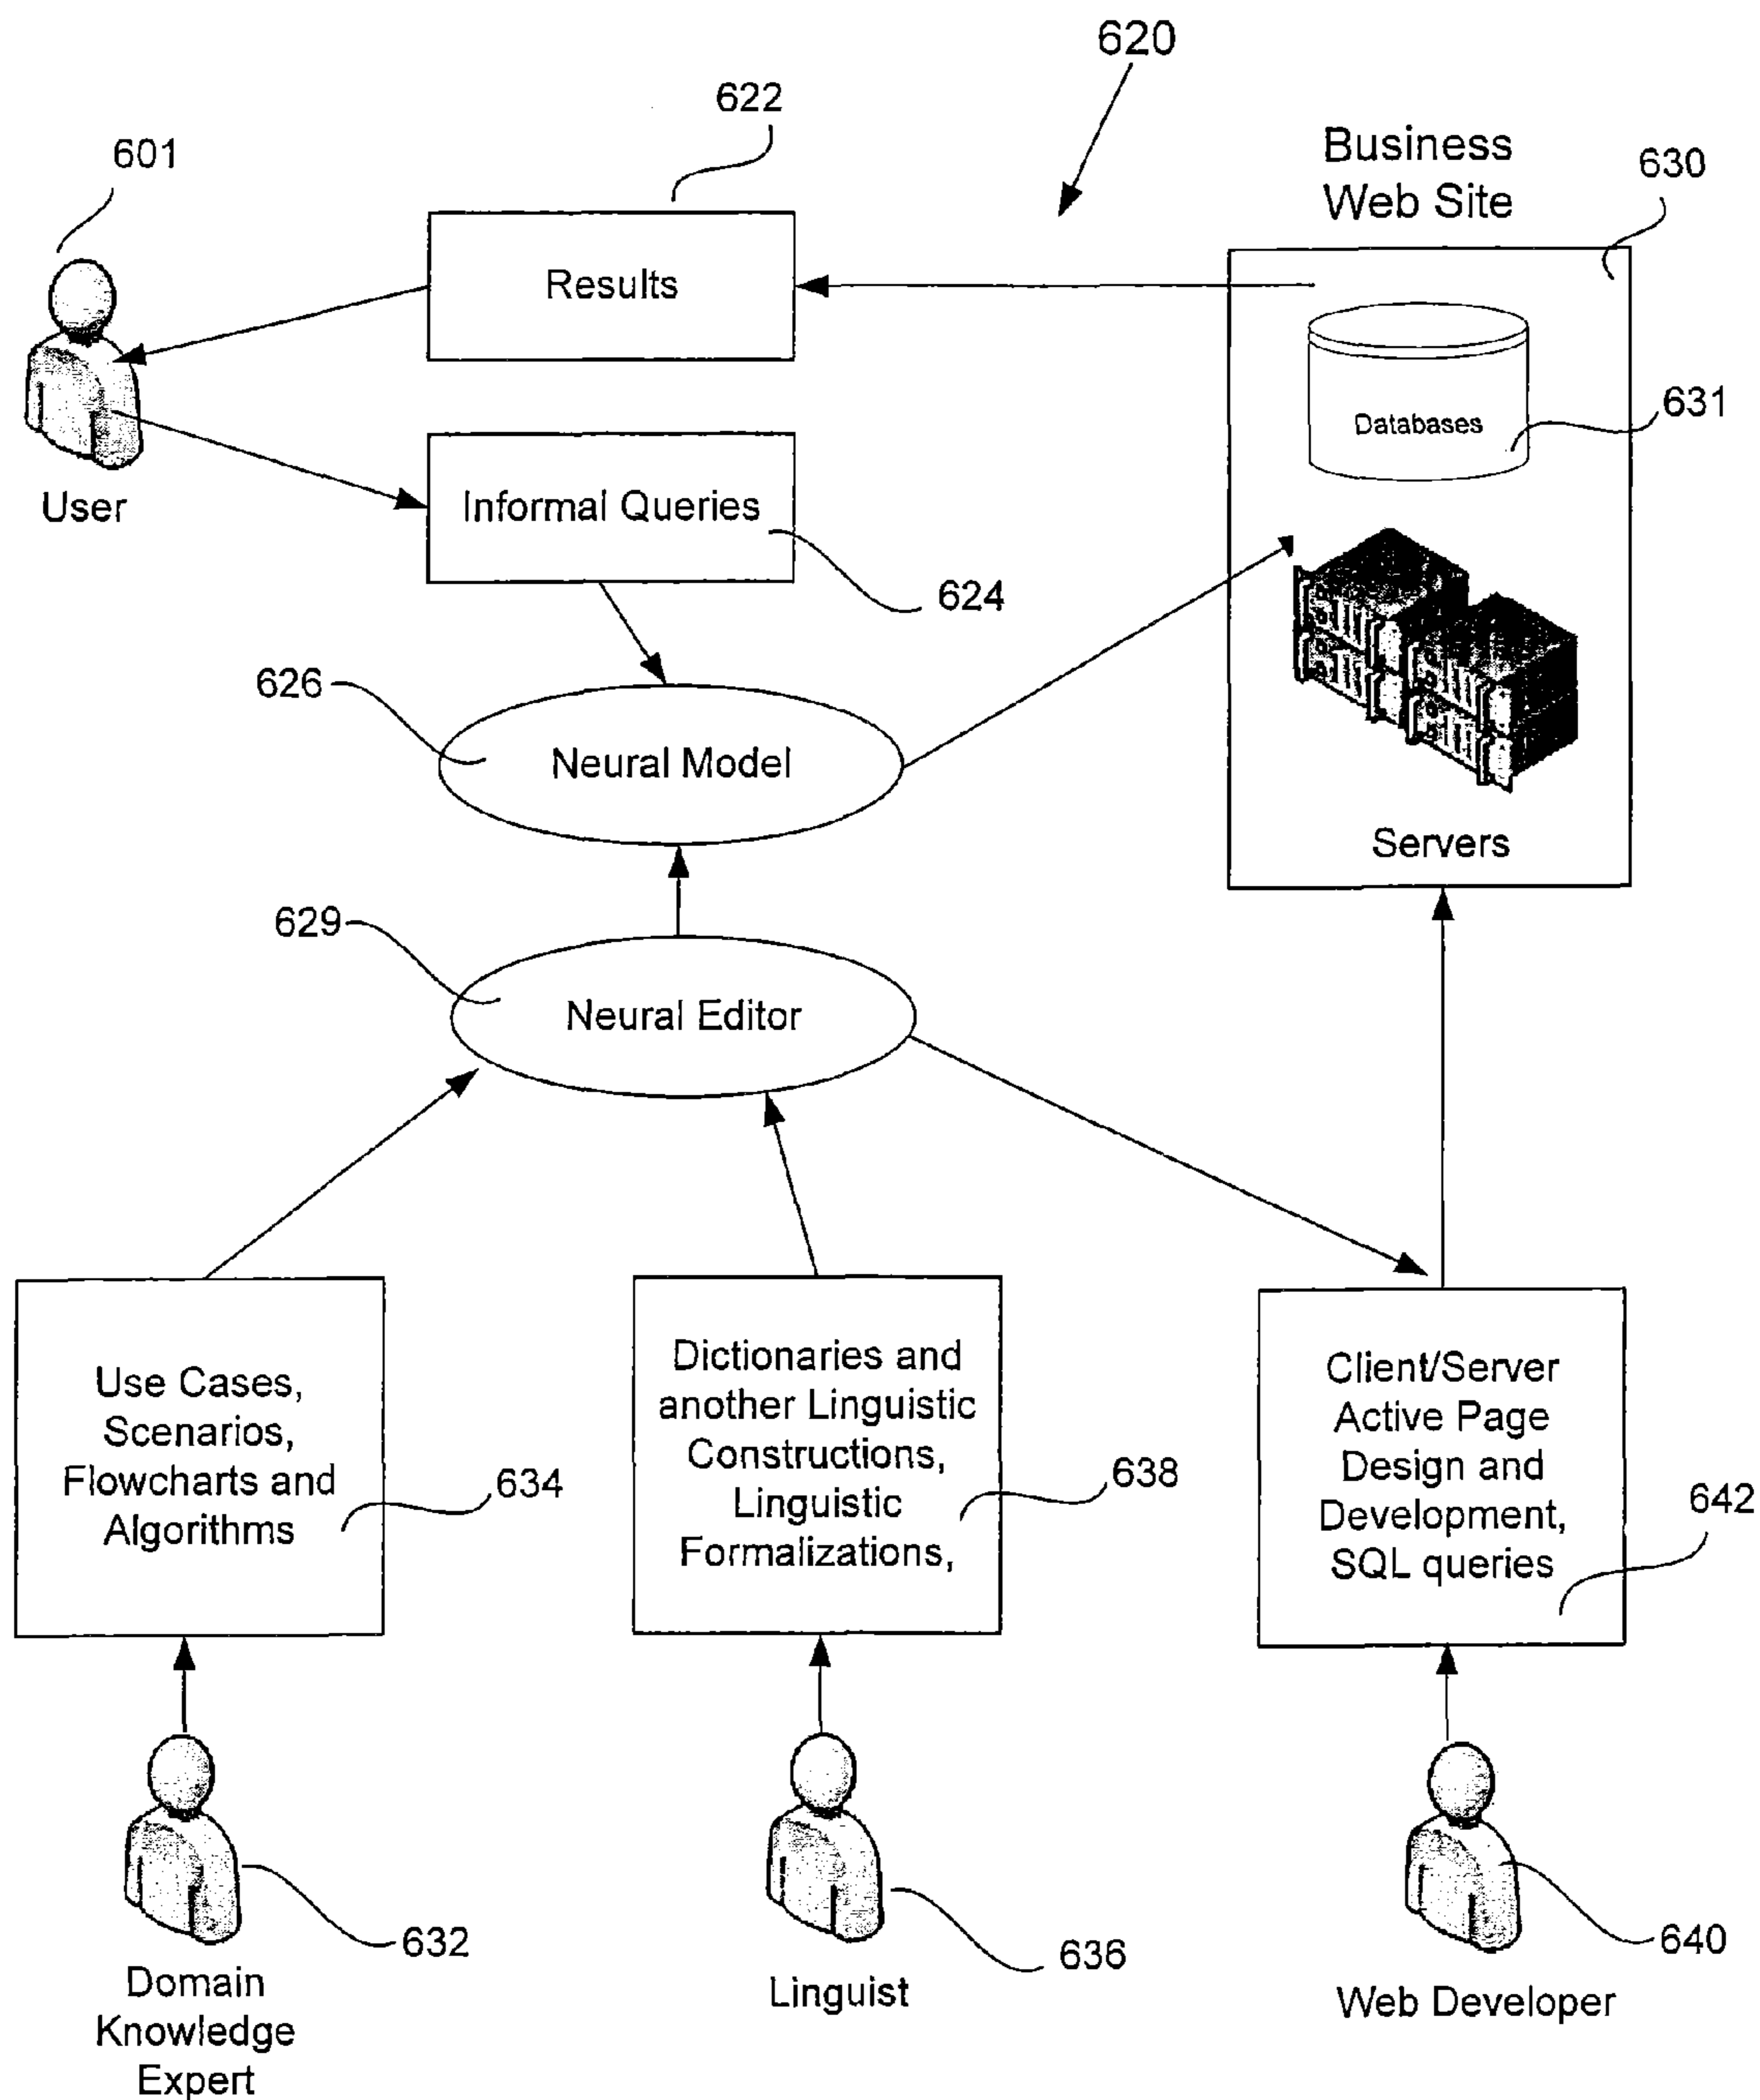 620
622
601
Business
Web Site
630
Results
Databases
631
User
Informal Queries
624
626
Neural Model
Servers
629
Neural Editor
Use Cases,
Scenarios,
Flowcharts and
Algorithms
634
Dictionaries and
another Linguistic
Constructions,
Linguistic
Formalizations,
638
Client/Server
Active Page
Design and
Development,
SQL queries
642
632
Domain
Knowledge
Expert
636
Linguist
640
Web Developer